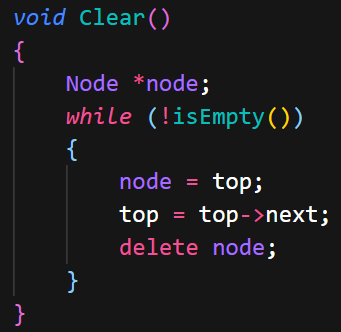 void Clear()
{
    Node *node;
    while (!isEmpty())
    {
        node = top;
        top = top->next;
        delete node;
    }
}